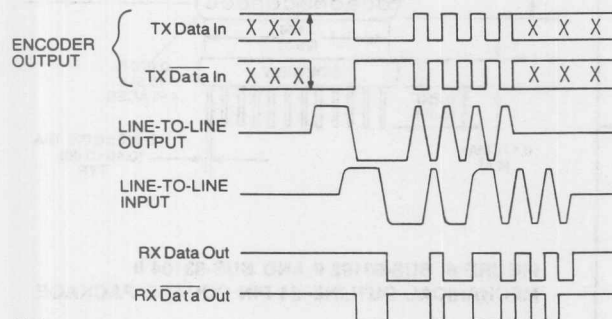 ENCODER
OUTPUT
TX Data In X X X X X X
TX Data In X X X X X X
LINE-TO-LINE
OUTPUT
LINE-TO-LINE
INPUT
RX Data Out
RX Data Out